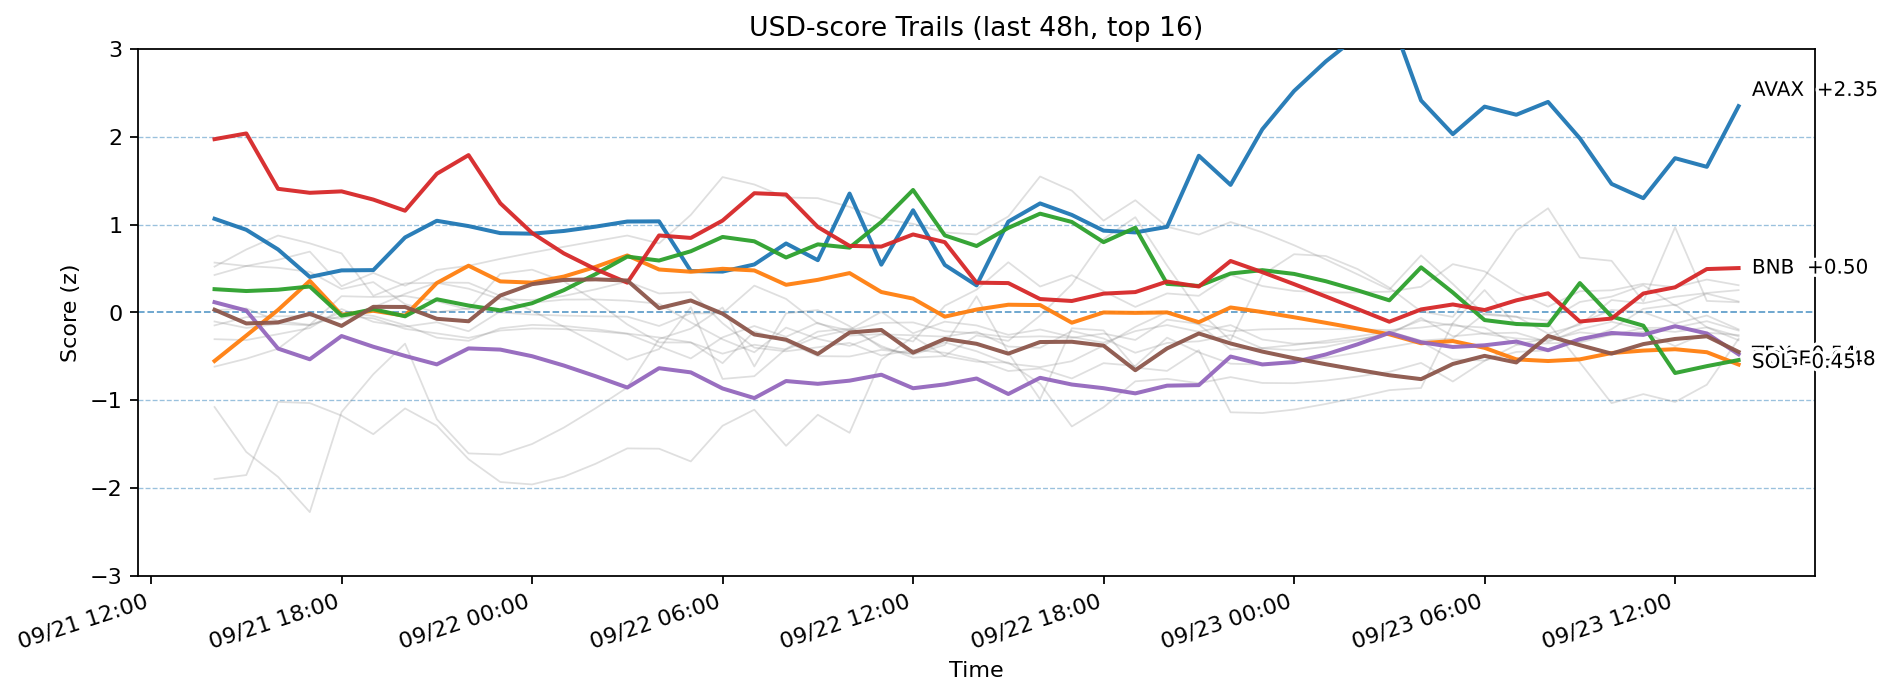 USD-score Trails (last 48h, top 16)
3
2
1
0
−1
−2
−3
Score (z)
AVAX +2.35
BNB +0.50
SOL
09/21 12:00
09/21 18:00
09/22 00:00
09/22 06:00
09/22 12:00
09/22 18:00
09/23 00:00
09/23 06:00
09/23 12:00
Time